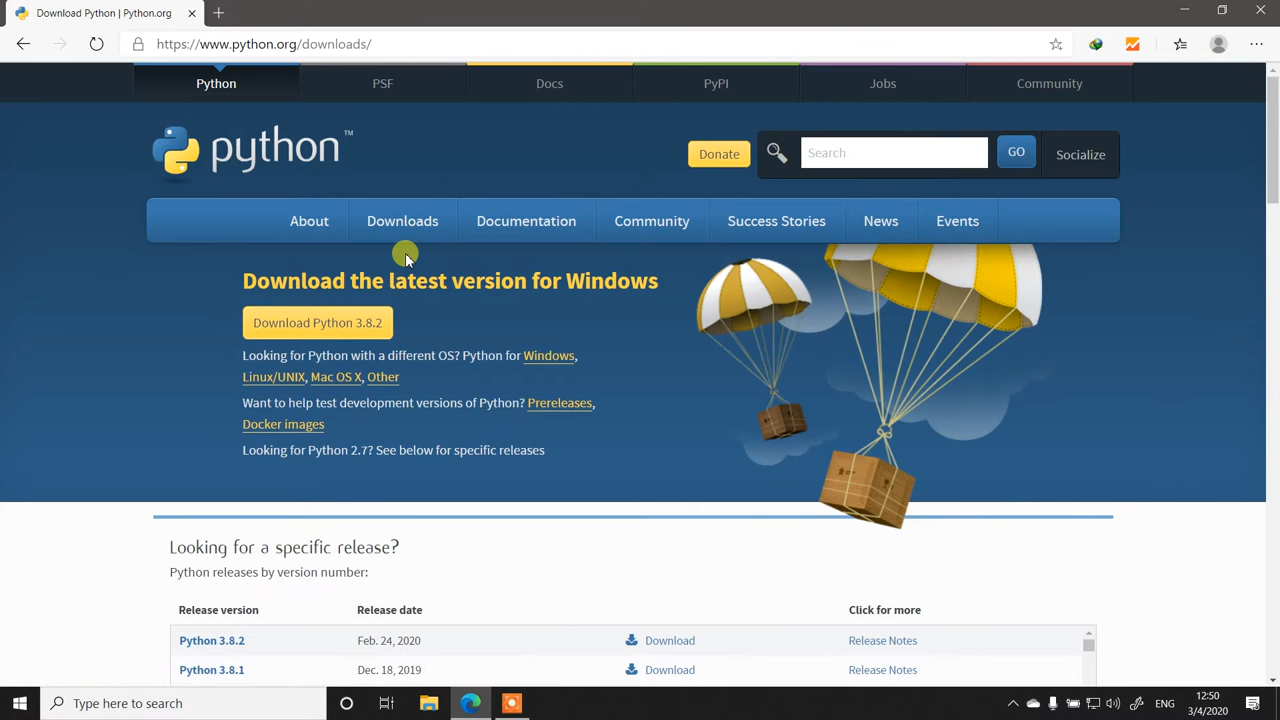 Download Python | Python.org
https://www.python.org/downloads/
Python PSF Docs PyPI Jobs Community
python™
Donate Search GO Socialize
About Downloads Documentation Community Success Stories News Events
Download the latest version for Windows
Download Python 3.8.2
Looking for Python with a different OS? Python for Windows,
Linux/UNIX, Mac OS X, Other
Want to help test development versions of Python? Prereleases,
Docker images
Looking for Python 2.7? See below for specific releases
Looking for a specific release?
Python releases by version number:
Release version Release date Click for more
Python 3.8.2 Feb. 24, 2020 Download Release Notes
Python 3.8.1 Dec. 18, 2019 Download Release Notes
Type here to search
ENG
12:50
3/4/2020